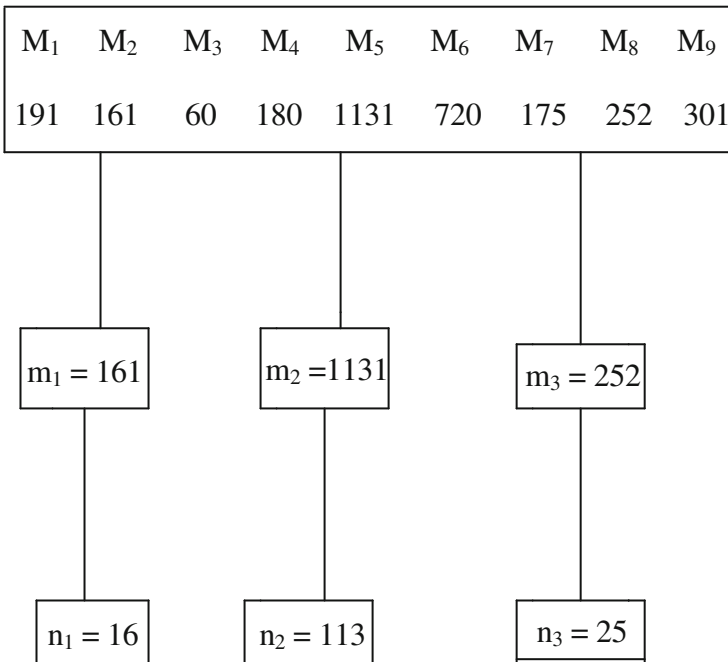 M₁ M₂ M₃ M₄ M₅ M₆ M₇ M₈ M₉
191 161 60 180 1131 720 175 252 301
m₁ = 161 m₂ =1131 m₃ = 252
n₁ = 16 n₂ = 113 n₃ = 25